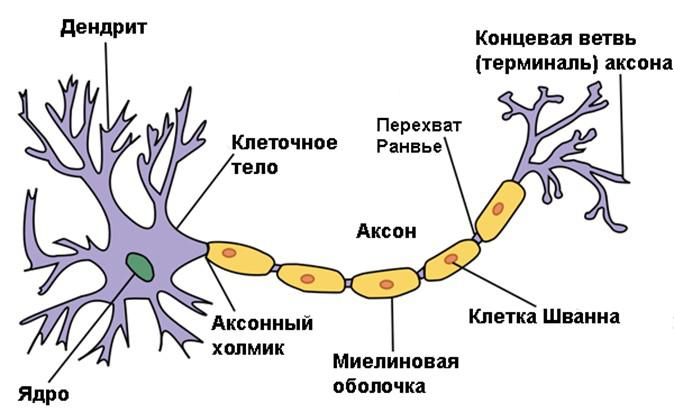 Дендрит
Концевая ветвь
(терминаль) аксона
Клеточное
тело
Перехват
Ранвье
Аксон
Аксонный
холмик
Клетка Шванна
Миелиновая
оболочка
Ядро